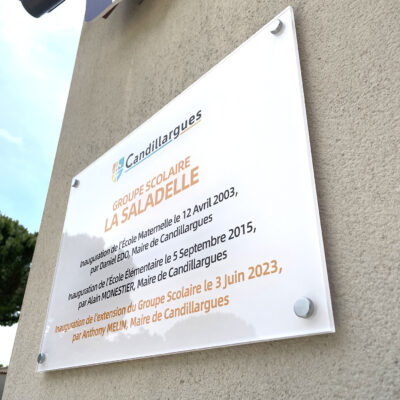 Candillargues
GROUPE SCOLAIRE
LA SALADELLE
Inauguration de l'École Maternelle le 12 Avril 2003,
par Daniel EDO, Maire de Candillargues
Inauguration de l'École Élémentaire le 5 Septembre 2015,
par Alain MONESTIER, Maire de Candillargues
Inauguration de l'extension du Groupe Scolaire le 3 Juin 2023,
par Anthony MELIN, Maire de Candillargues